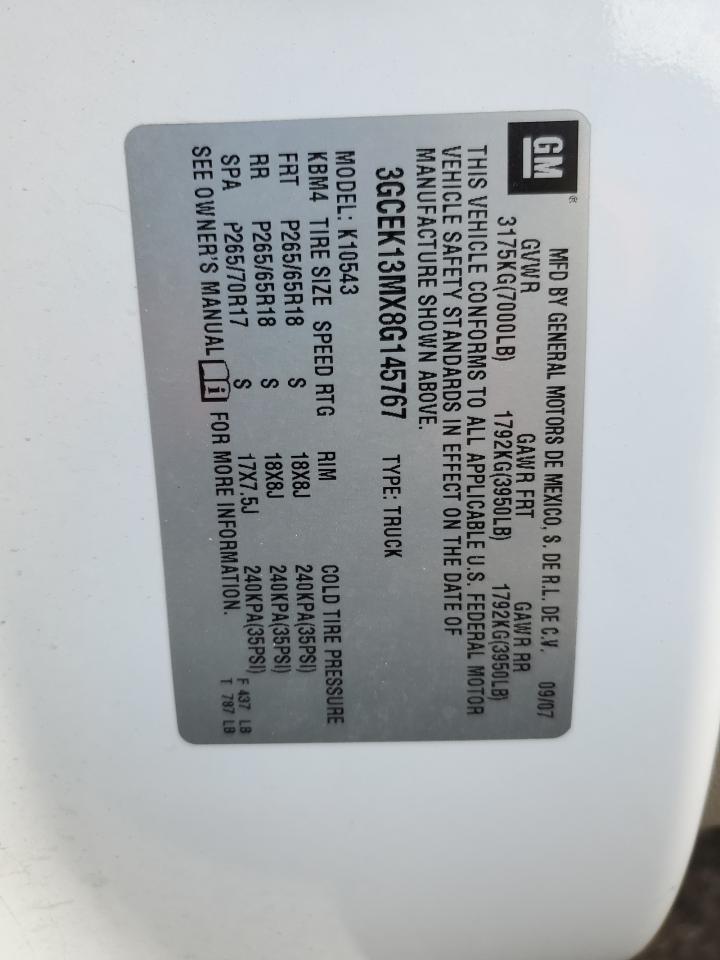 GM®
MFD BY GENERAL MOTORS DE MEXICO, S. DE R.L. DE C.V. 09/07
GVWR GAWR FRT GAWR RR
3175KG(7000LB) 1792KG(3950LB) 1792KG(3950LB)
THIS VEHICLE CONFORMS TO ALL APPLICABLE U.S. FEDERAL MOTOR
VEHICLE SAFETY STANDARDS IN EFFECT ON THE DATE OF
MANUFACTURE SHOWN ABOVE.
3GCEK13MX8G145767 TYPE: TRUCK
MODEL: K10543
KBM4 TIRE SIZE SPEED RTG RIM COLD TIRE PRESSURE
FRT P265/65R18 S 18X8J 240KPA(35PSI)
RR P265/65R18 S 18X8J 240KPA(35PSI)
SPA P265/70R17 S 17X7.5J 240KPA(35PSI)
SEE OWNER'S MANUAL i FOR MORE INFORMATION.
F 437 LB
T 787 LB